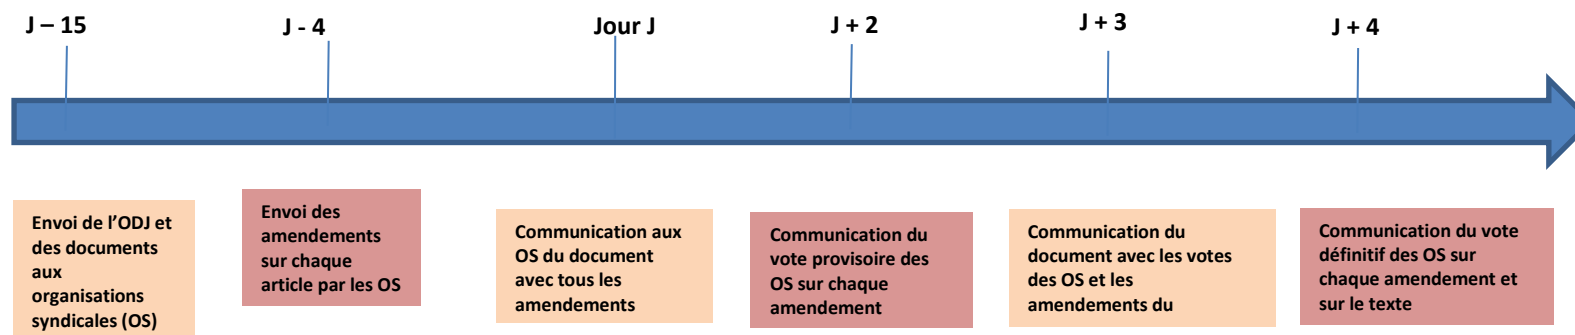 J – 15
J - 4
Jour J
J + 2
J + 3
J + 4
Envoi de l’ODJ et
des documents
aux
organisations
syndicales (OS)
Envoi des
amendements
sur chaque
article par les OS
Communication aux
OS du document
avec tous les
amendements
Communication du
vote provisoire des
OS sur chaque
amendement
Communication du
document avec les votes
des OS et les
amendements du
Communication du vote
définitif des OS sur
chaque amendement et
sur le texte